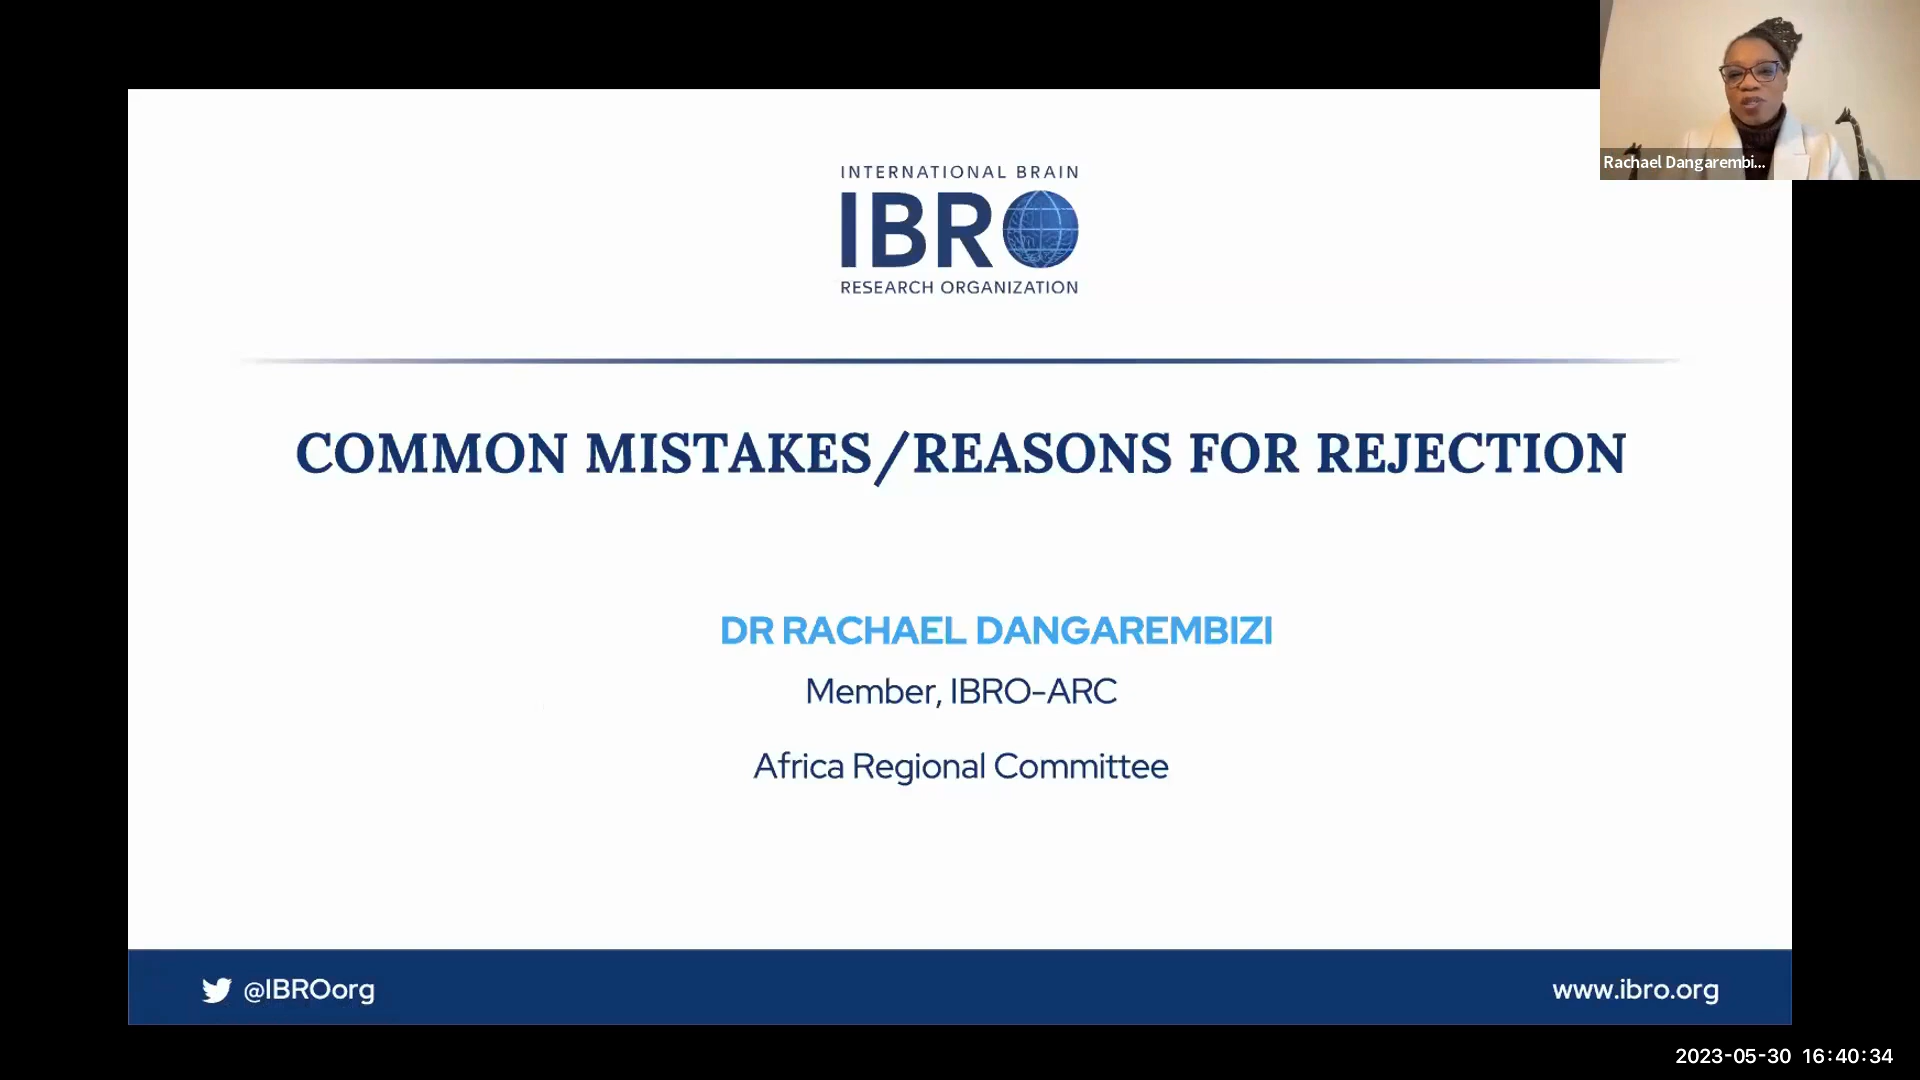 Rachael Dangarembi...
INTERNATIONAL BRAIN
IBRO
RESEARCH ORGANIZATION
COMMON MISTAKES/REASONS FOR REJECTION
DR RACHAEL DANGAREMBIZI
Member, IBRO-ARC
Africa Regional Committee
@IBROorg
www.ibro.org
2023-05-30 16:40:34